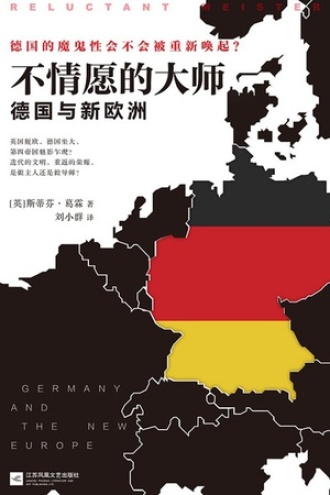 RELUCTANT MEISTER
德国的魔鬼性会不会被重新唤起？
不情愿的大师
德国与新欧洲
英国脱欧、德国坐大、
第四帝国魅影乍现？
迭代的文明、重返的荣耀，
是做主人还是做导师？
[英]斯蒂芬·葛霖 著
刘小群 译
GERMANY
AND
THE NEW
EUROPE
江苏凤凰文艺出版社